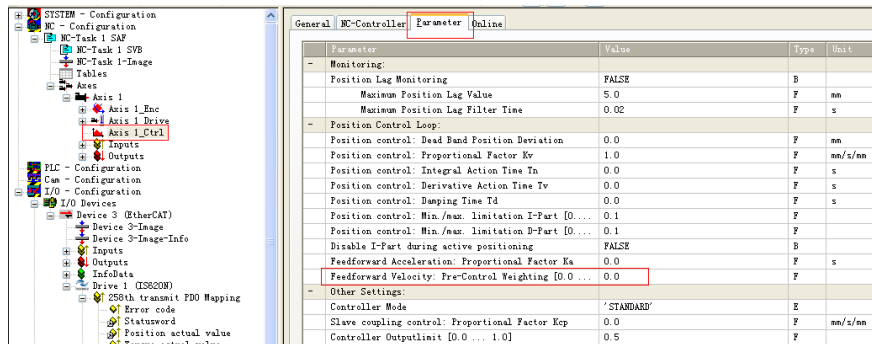 SYSTEM - Configuration
NC - Configuration
NC-Task 1 SAF
NC-Task 1 SVB
NC-Task 1-Image
Tables
Axes
Axis 1
Axis 1_Enc
Axis 1_Drive
Axis 1_Ctrl
Inputs
Outputs
PLC - Configuration
Cam - Configuration
I/O - Configuration
I/O Devices
Device 3 (EtherCAT)
Device 3-Image
Device 3-Image-Info
Inputs
Outputs
InfoData
Drive 1 (IS620N)
258th transmit PDO Mapping
Error code
Statusword
Position actual value
General NC-Controller Parameter Online
Parameter Value Type Unit
- Monitoring:
Position Lag Monitoring FALSE B
Maximum Position Lag Value 5.0 F mm
Maximum Position Lag Filter Time 0.02 F s
- Position Control Loop:
Position control: Dead Band Position Deviation 0.0 F mm
Position control: Proportional Factor Kv 1.0 F mm/s/mm
Position control: Integral Action Time Tn 0.0 F s
Position control: Derivative Action Time Tv 0.0 F s
Position control: Damping Time Td 0.0 F s
Position control: Min./max. limitation I-Part [0.... 0.1 F
Position control: Min./max. limitation D-Part [0.... 0.1 F
Disable I-Part during active positioning FALSE B
Feedforward Acceleration: Proportional Factor Ka 0.0 F s
Feedforward Velocity: Pre-Control Weighting [0.0 ... 0.0 F
- Other Settings:
Controller Mode 'STANDARD' E
Slave coupling control: Proportional Factor Kcp 0.0 F mm/s/mm
Controller Outputlimit [0.0 ... 1.0] 0.5 F